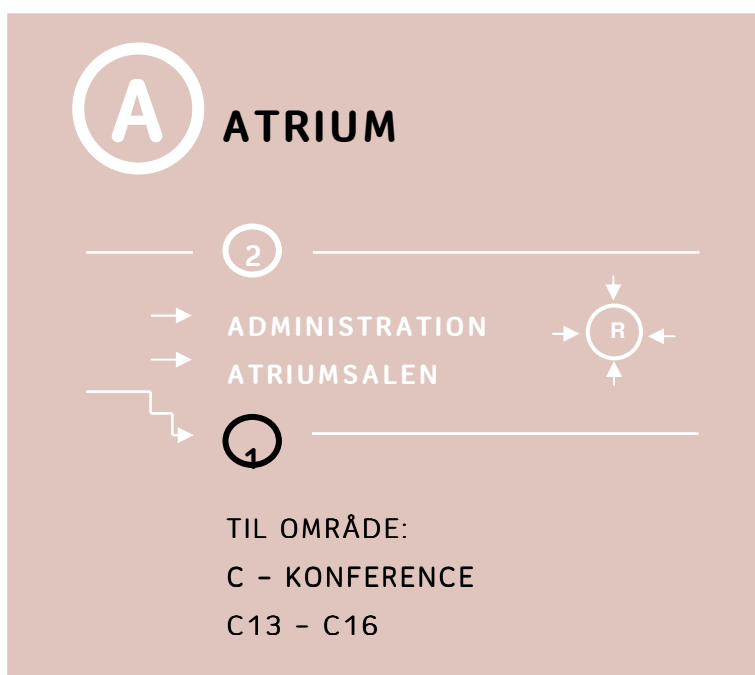 A ATRIUM
2
ADMINISTRATION
R
ATRIUMSALEN
1
TIL OMRÅDE:
C – KONFERENCE
C13 – C16